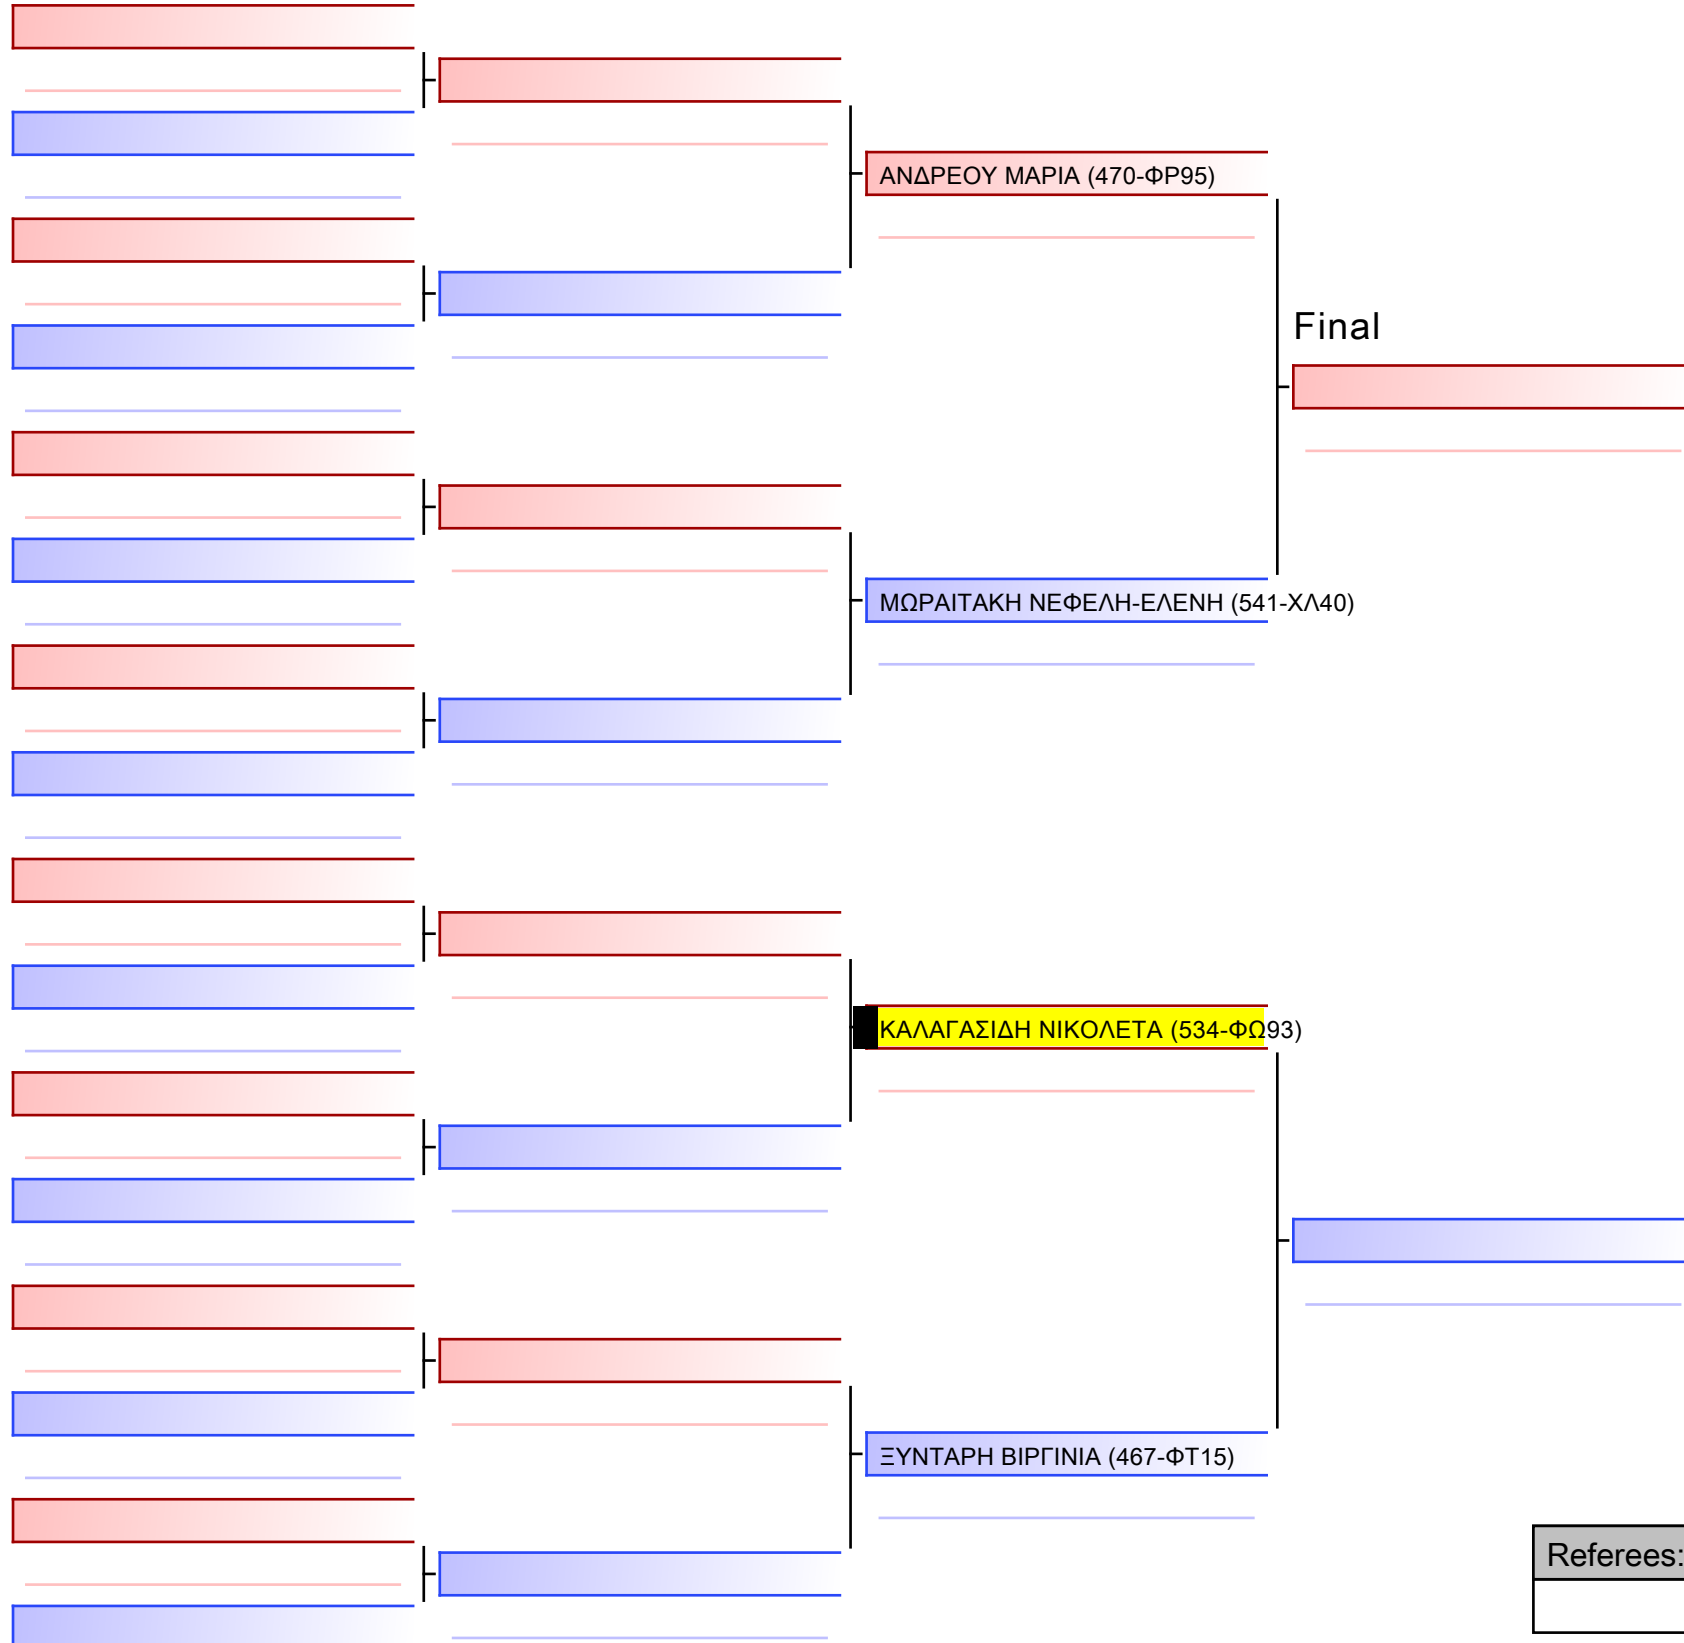 ΑΝΔΡΕΟΥ ΜΑΡΙΑ (470-ΦΡ95)
Final
ΜΩΡΑΙΤΑΚΗ ΝΕΦΕΛΗ-ΕΛΕΝΗ (541-ΧΛ40)
ΚΑΛΑΓΑΣΙΔΗ ΝΙΚΟΛΕΤΑ (534-ΦΩ93)
ΞΥΝΤΑΡΗ ΒΙΡΓΙΝΙΑ (467-ΦΤ15)
Referees: